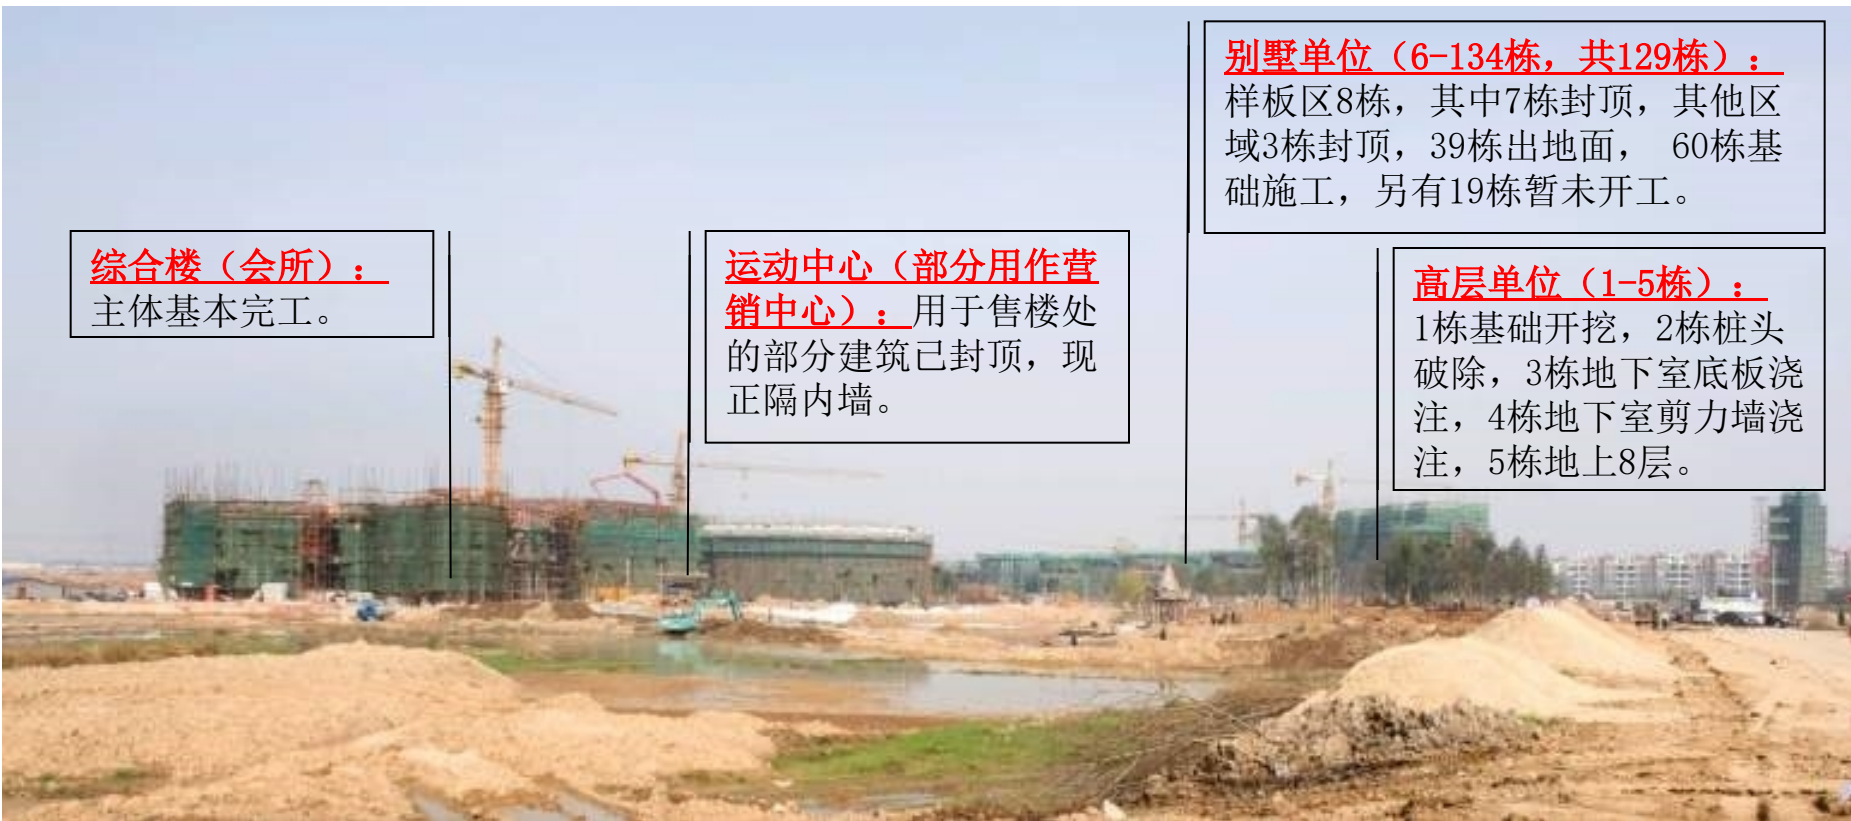 综合楼（会所）：
主体基本完工。
运动中心（部分用作营
销中心）：用于售楼处
的部分建筑已封顶，现
正隔内墙。
别墅单位（6-134栋，共129栋）：
样板区8栋，其中7栋封顶，其他区
域3栋封顶，39栋出地面， 60栋基
础施工，另有19栋暂未开工。
高层单位（1-5栋）：
1栋基础开挖，2栋桩头
破除，3栋地下室底板浇
注，4栋地下室剪力墙浇
注，5栋地上8层。